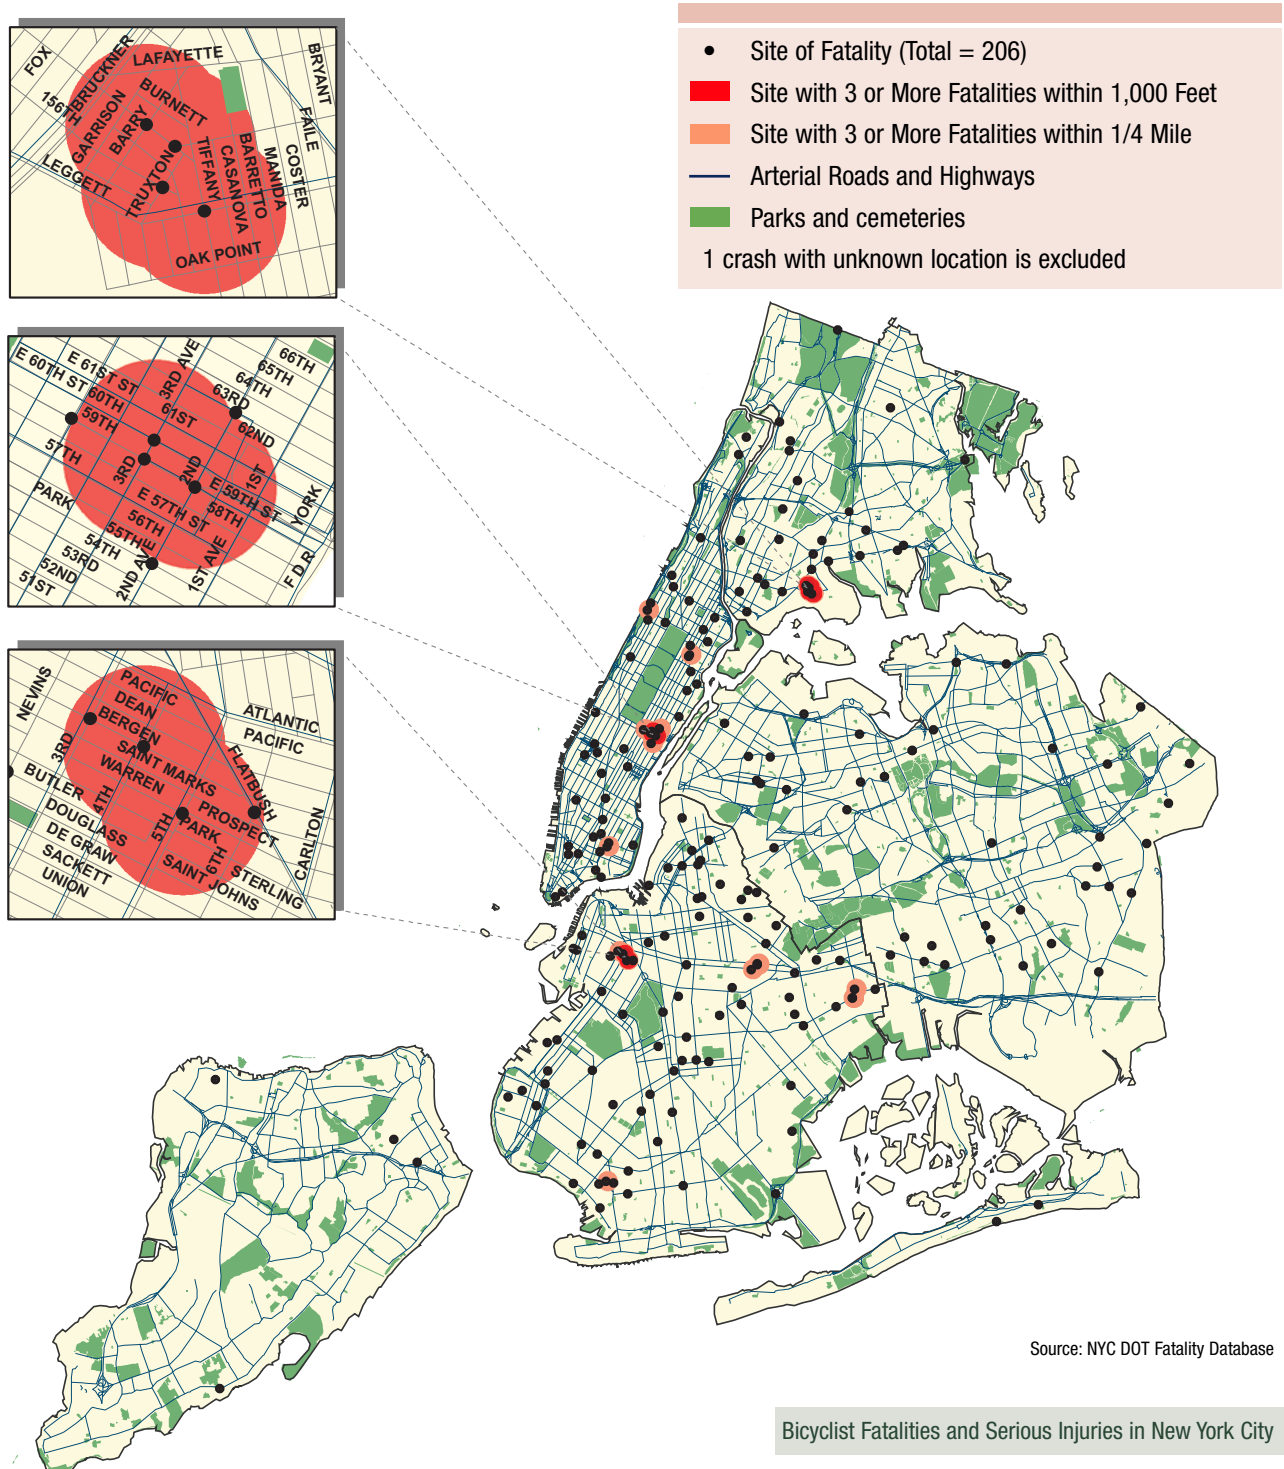 Site of Fatality (Total = 206)
Site with 3 or More Fatalities within 1,000 Feet
Site with 3 or More Fatalities within 1/4 Mile
Arterial Roads and Highways
Parks and cemeteries
1 crash with unknown location is excluded
FOX
BRUCKNER
LAFAYETTE
BRYANT
156TH
GARRISON
BARRY
BURNETT
FAILE
LEGGETT
TRUXTON
TIFFANY
CASANOVA
BARRETTO
MANIDA
COSTER
OAK POINT
E 60TH ST
E 61ST ST
3RD AVE
66TH
65TH
64TH
63RD
60TH
59TH
61ST
62ND
57TH
3RD
2ND
1ST
PARK
E 57TH ST
E 59TH ST
58TH
YORK
56TH
55TH E
54TH
53RD
52ND
51ST
2ND AVE
1ST AVE
F D R
NEVINS
PACIFIC
DEAN
BERGEN
ATLANTIC
PACIFIC
3RD
SAINT MARKS
WARREN
FLATBUSH
BUTLER
4TH
DOUGLASS
5TH
PROSPECT
PARK
DE GRAW
6TH
CARLTON
SACKETT
SAINT JOHNS
STERLING
UNION
Source: NYC DOT Fatality Database
Bicyclist Fatalities and Serious Injuries in New York City